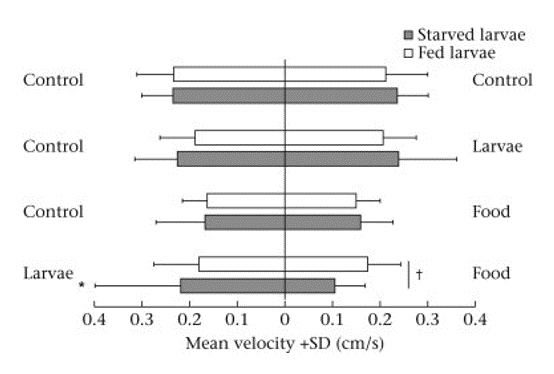 Starved larvae
Fed larvae
Control Control
Control Larvae
Control Food
Larvae * † Food
0.4 0.3 0.2 0.1 0 0.1 0.2 0.3 0.4
Mean velocity +SD (cm/s)